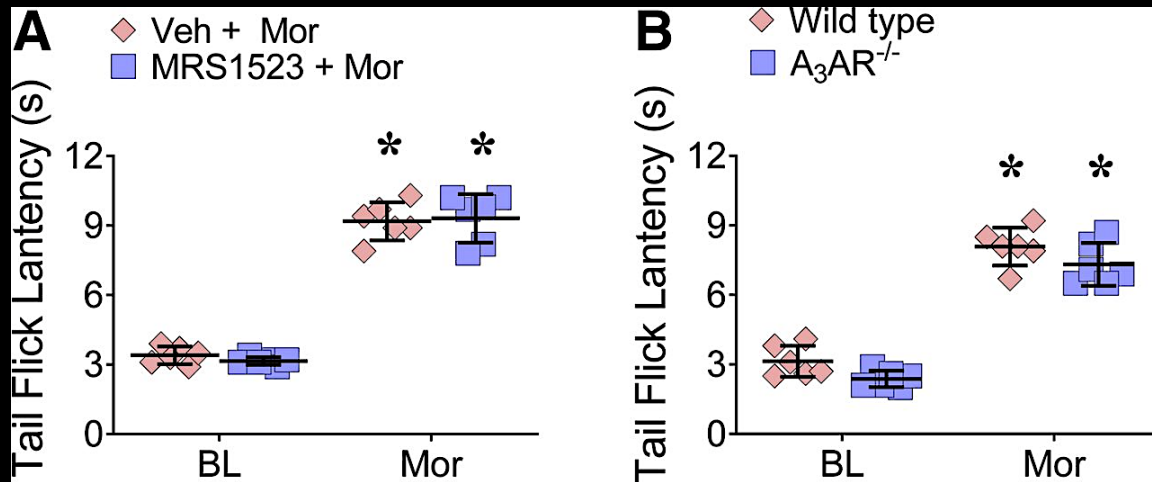 A
Veh + Mor
MRS1523 + Mor
Tail Flick Lantency (s)
12
9
6
3
0
* *
BL Mor
B
Wild type
A₃AR⁻/⁻
Tail Flick Lantency (s)
12
9
6
3
0
* *
BL Mor